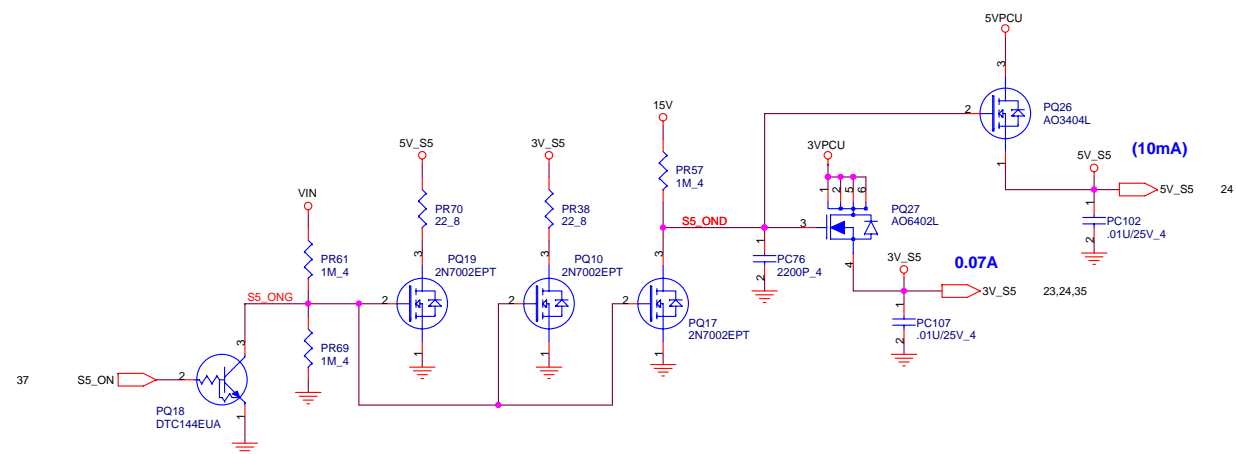 5VPCU
3
2
PQ26
AO3404L
1
15V
5V_S5
3V_S5
3VPCU
5V_S5
(10mA)
5V_S5
24
PR57
1M_4
1
2
5
6
1
PC102
.01U/25V_4
2
VIN
PR70
22_8
PR38
22_8
PQ27
AO6402L
S5_OND
3
4
PR61
1M_4
3
PQ19
2N7002EPT
3
PQ10
2N7002EPT
3
1
PC76
2200P_4
2
3V_S5
0.07A
3V_S5
23,24,35
S5_ONG
2
2
2
PQ17
2N7002EPT
1
PC107
.01U/25V_4
2
1
1
1
PR69
1M_4
3
37
S5_ON
2
PQ18
DTC144EUA
1